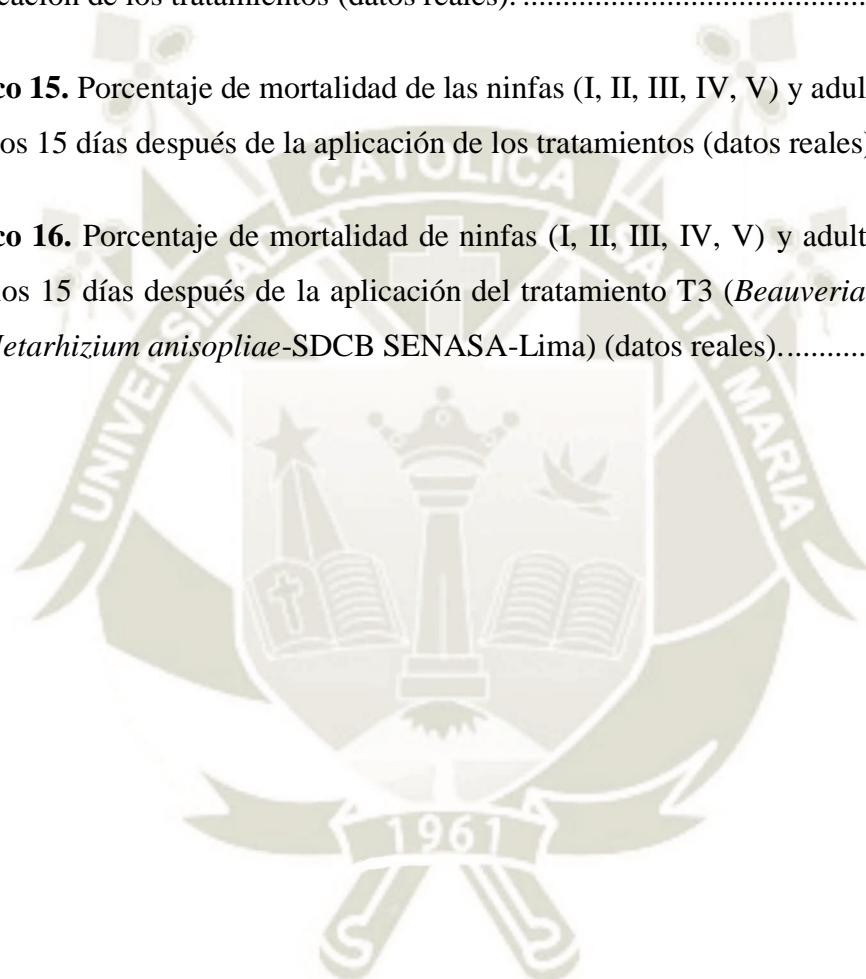 cación de los tratamientos (datos reales). ............................................
co 15. Porcentaje de mortalidad de las ninfas (I, II, III, IV, V) y adul
os 15 días después de la aplicación de los tratamientos (datos reales)
co 16. Porcentaje de mortalidad de ninfas (I, II, III, IV, V) y adult
los 15 días después de la aplicación del tratamiento T3 (Beauveria
Metarhizium anisopliae-SDCB SENASA-Lima) (datos reales)...........
UNIVERSIDAD CATOLICA SANTA MARIA
1961